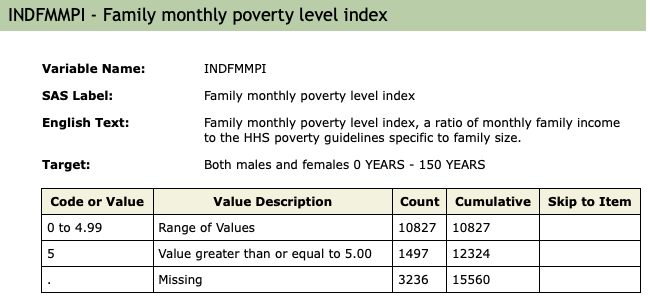 INDFMMPI - Family monthly poverty level index
Variable Name: INDFMMPI
SAS Label: Family monthly poverty level index
English Text: Family monthly poverty level index, a ratio of monthly family income
to the HHS poverty guidelines specific to family size.
Target: Both males and females 0 YEARS - 150 YEARS
Code or Value Value Description Count Cumulative Skip to Item
0 to 4.99 Range of Values 10827 10827
5 Value greater than or equal to 5.00 1497 12324
. Missing 3236 15560